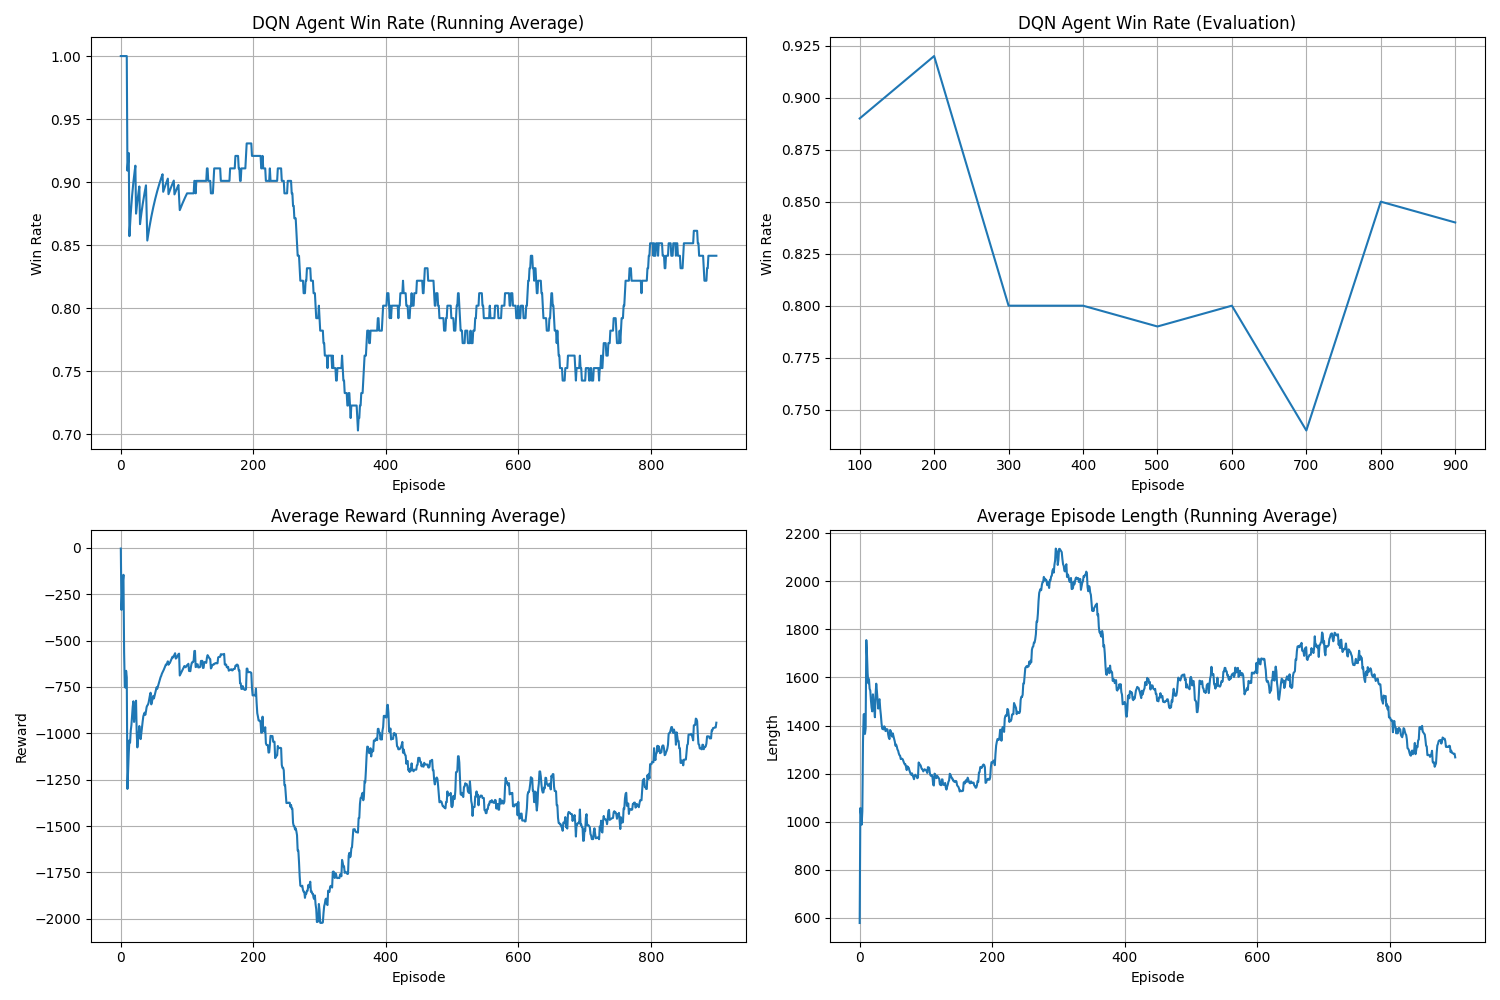 DQN Agent Win Rate (Running Average)
1.00
0.95
0.90
0.85
0.80
0.75
0.70
Win Rate
0 200 400 600 800
Episode
DQN Agent Win Rate (Evaluation)
0.925
0.900
0.875
0.850
0.825
0.800
0.775
0.750
Win Rate
100 200 300 400 500 600 700 800 900
Episode
Average Reward (Running Average)
0
−250
−500
−750
−1000
−1250
−1500
−1750
−2000
Reward
0 200 400 600 800
Episode
Average Episode Length (Running Average)
2200
2000
1800
1600
1400
1200
1000
800
600
Length
0 200 400 600 800
Episode